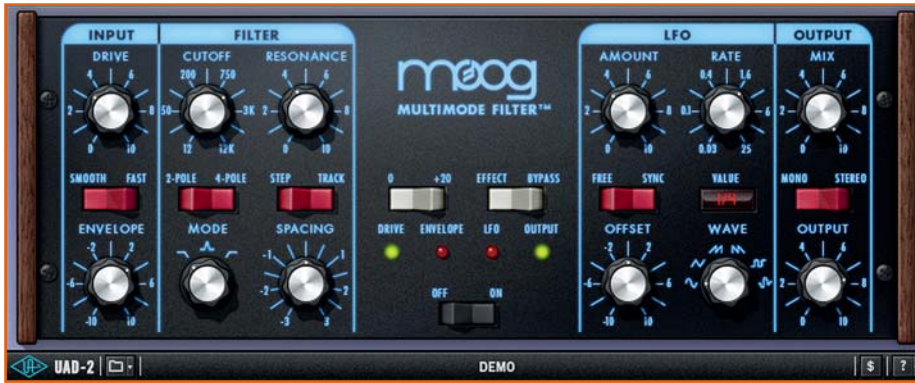 INPUT FILTER LFO OUTPUT
DRIVE CUTOFF RESONANCE AMOUNT RATE MIX
4 6 200 750 4 6 4 6 0.4 1.6 4 6
2 8 50 3K 2 8 2 8 0.1 6 2 8
0 10 12 12K 0 10 0 10 0.03 25 0 10
moog
MULTIMODE FILTER™
SMOOTH FAST 2-POLE 4-POLE STEP TRACK 0 +20 EFFECT BYPASS FREE SYNC VALUE MONO STEREO
1/4
ENVELOPE MODE SPACING DRIVE ENVELOPE LFO OUTPUT OFFSET WAVE OUTPUT
-2 2 -1 1 -2 2 4 6
-6 6 -2 2 -6 6 2 8
-10 10 -3 3 -10 10 0 10
OFF ON
UAD-2 DEMO $ ?